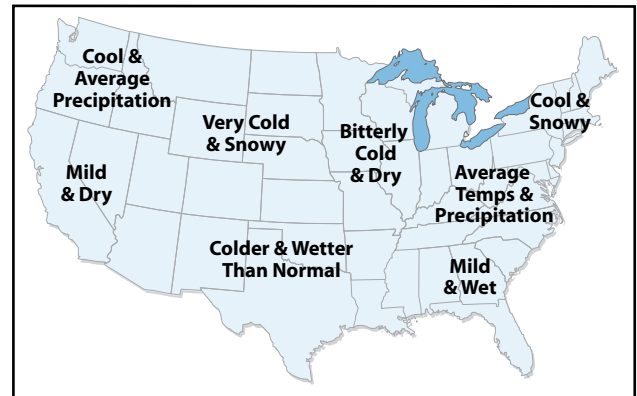 Cool &
Average
Precipitation
Very Cold
& Snowy
Bitterly
Cold
& Dry
Cool &
Snowy
Mild
& Dry
Average
Temps &
Precipitation
Colder & Wetter
Than Normal
Mild
& Wet